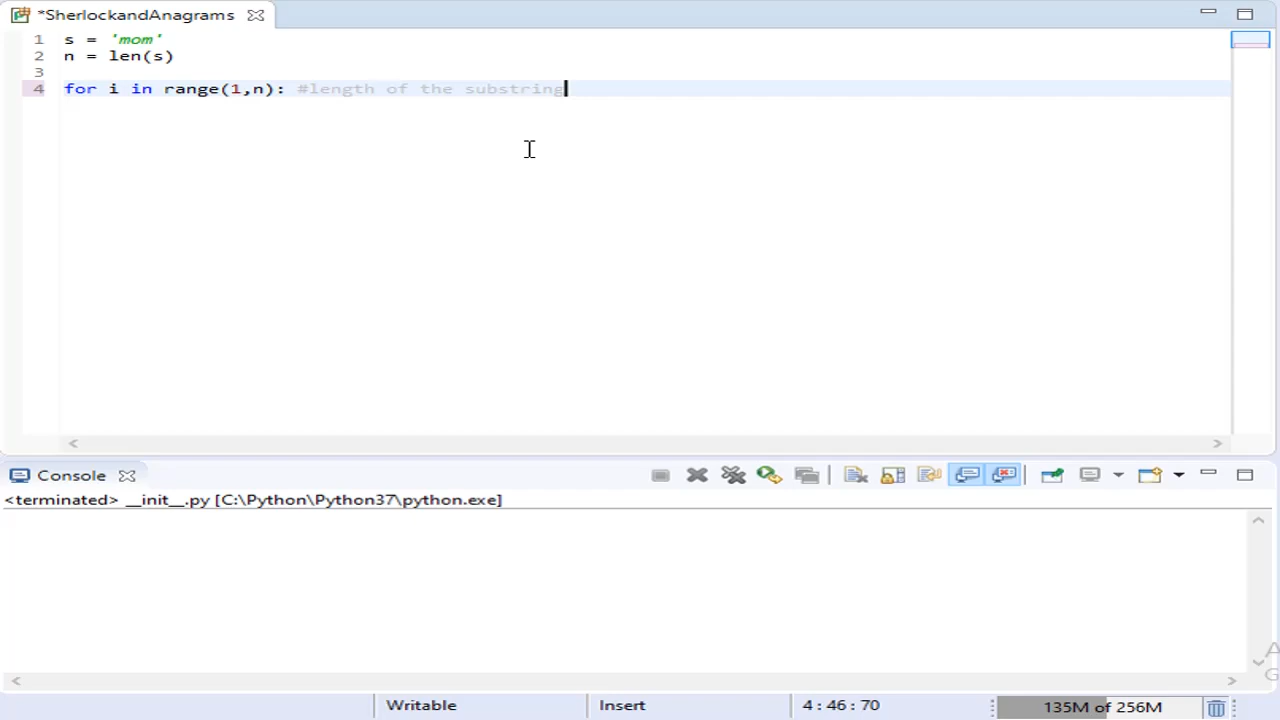 *SherlockandAnagrams
1 s = 'mom'
2 n = len(s)
3
4 for i in range(1,n): #length of the substring
Console
<terminated> __init__.py [C:\Python\Python37\python.exe]
Writable Insert 4 : 46 : 70 135M of 256M